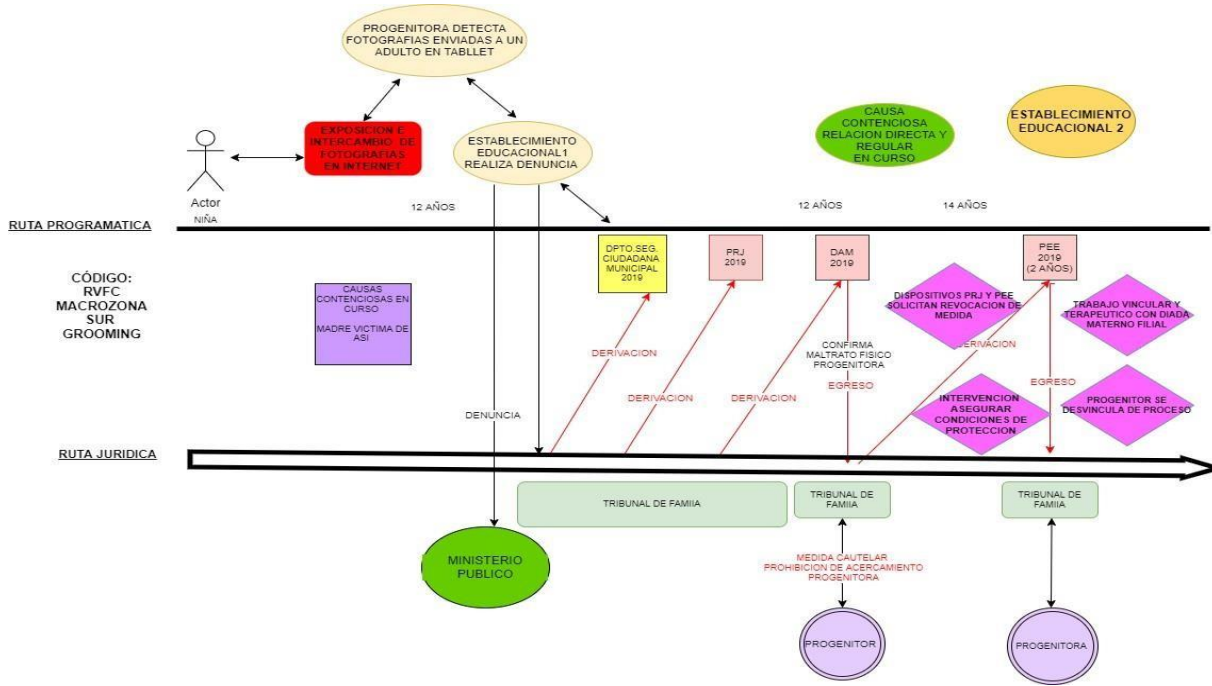 PROGENITORA DETECTA
FOTOGRAFIAS ENVIADAS A UN
ADULTO EN TABLLET
EXPOSICION E
INTERCAMBIO DE
FOTOGRAFIAS
EN INTERNET
ESTABLECIMIENTO
EDUCACIONAL1
REALIZA DENUNCIA
CAUSA
CONTENCIOSA
RELACION DIRECTA Y
REGULAR
EN CURSO
ESTABLECIMIENTO
EDUCACIONAL 2
Actor
NIÑA
12 AÑOS
12 AÑOS
14 AÑOS
RUTA PROGRAMATICA
CÓDIGO:
RVFC
MACROZONA
SUR
GROOMING
CAUSAS
CONTENCIOSAS EN
CURSO
MADRE VICTIMA DE
ASI
DPTO.SEG.
CIUDADANA
MUNICIPAL
2019
PRJ
2019
DAM
2019
PEE
2019
(2 AÑOS)
DISPOSITIVOS PRJ Y PEE
SOLICITAN REVOCACION DE
MEDIDA
TRABAJO VINCULAR Y
TERAPEUTICO CON DIADA
MATERNO FILIAL
DERIVACION
CONFIRMA
MALTRATO FISICO
PROGENITORA
DERIVACION
EGRESO
EGRESO
DERIVACION
DERIVACION
INTERVENCION
ASEGURAR
CONDICIONES DE
PROTECCION
PROGENITOR SE
DESVINCULA DE PROCESO
DENUNCIA
RUTA JURIDICA
TRIBUNAL DE FAMIIA
TRIBUNAL DE
FAMIIA
TRIBUNAL DE
FAMIIA
MINISTERIO
PUBLICO
MEDIDA CAUTELAR
PROHIBICION DE ACERCAMIENTO
PROGENITORA
PROGENITOR
PROGENITORA